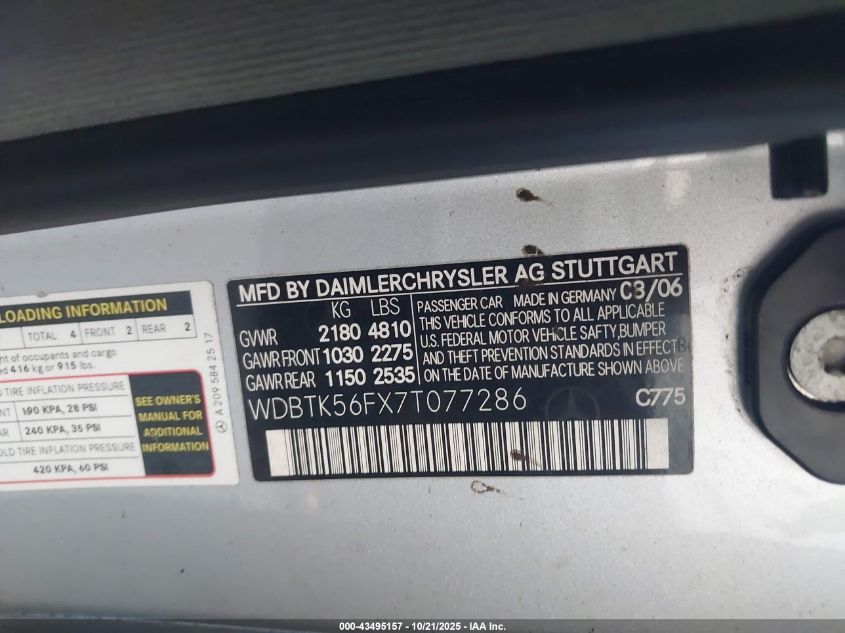 LOADING INFORMATION
TOTAL 4 FRONT 2 REAR 2
of occupants and cargo
416 kg or 915 lbs.
TIRE INFLATION PRESSURE
190 KPA, 28 PSI
240 KPA, 35 PSI
TIRE INFLATION PRESSURE
420 KPA, 60 PSI
SEE OWNER'S
MANUAL FOR
ADDITIONAL
INFORMATION
A 209 584 25 17
MFD BY DAIMLERCHRYSLER AG STUTTGART
KG LBS
GVWR 2180 4810
GAWR FRONT 1030 2275
GAWR REAR 1150 2535
PASSENGER CAR MADE IN GERMANY 03/06
THIS VEHICLE CONFORMS TO ALL APPLICABLE
U.S. FEDERAL MOTOR VEHICLE SAFTY,BUMPER
AND THEFT PREVENTION STANDARDS IN EFFECT
ON THE DATE OF MANUFACTURE SHOWN ABOVE
WDBTK56FX7T077286 C775
000-43495157 - 10/21/2025 - IAA Inc.